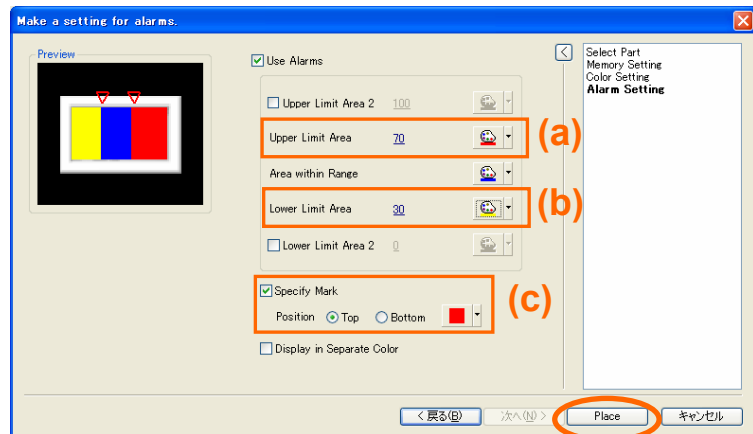 Make a setting for alarms.
Preview
Use Alarms
Upper Limit Area 2 100
Upper Limit Area 70
(a)
Area within Range
Lower Limit Area 30
(b)
Lower Limit Area 2 0
Specify Mark
Position Top Bottom
(c)
Display in Separate Color
<
Select Part
Memory Setting
Color Setting
Alarm Setting
< 戻る(B)
次へ(N) >
Place
キャンセル